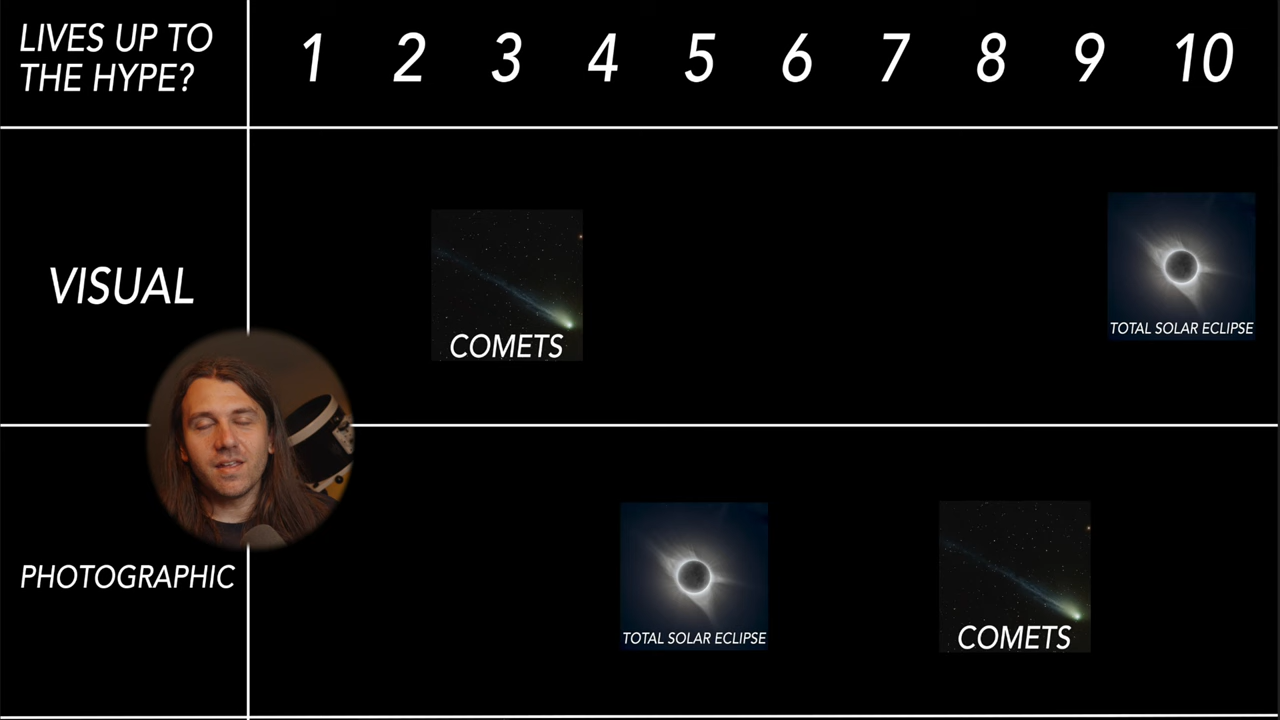 LIVES UP TO
THE HYPE?
1 2 3 4 5 6 7 8 9 10
VISUAL
COMETS
TOTAL SOLAR ECLIPSE
PHOTOGRAPHIC
TOTAL SOLAR ECLIPSE
COMETS